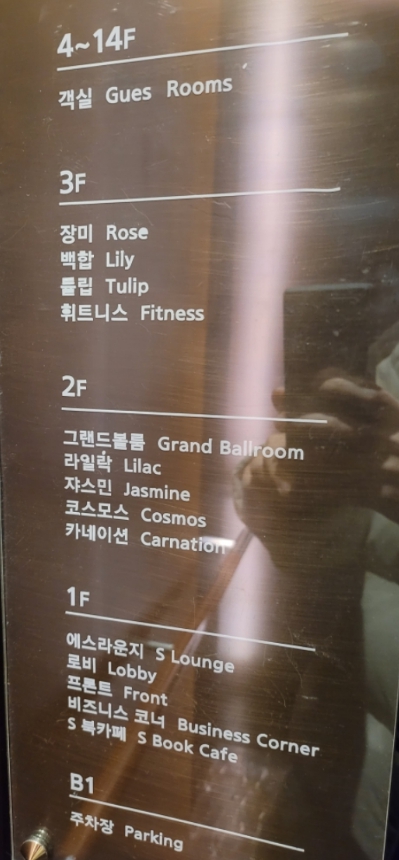 4~14F
객실 Gues Rooms
3F
장미 Rose
백합 Lily
튤립 Tulip
휘트니스 Fitness
2F
그랜드볼룸 Grand Ballroom
라일락 Lilac
쟈스민 Jasmine
코스모스 Cosmos
카네이션 Carnation
1F
에스라운지 S Lounge
로비 Lobby
프론트 Front
비즈니스 코너 Business Corner
S 북카페 S Book Cafe
B1
주차장 Parking